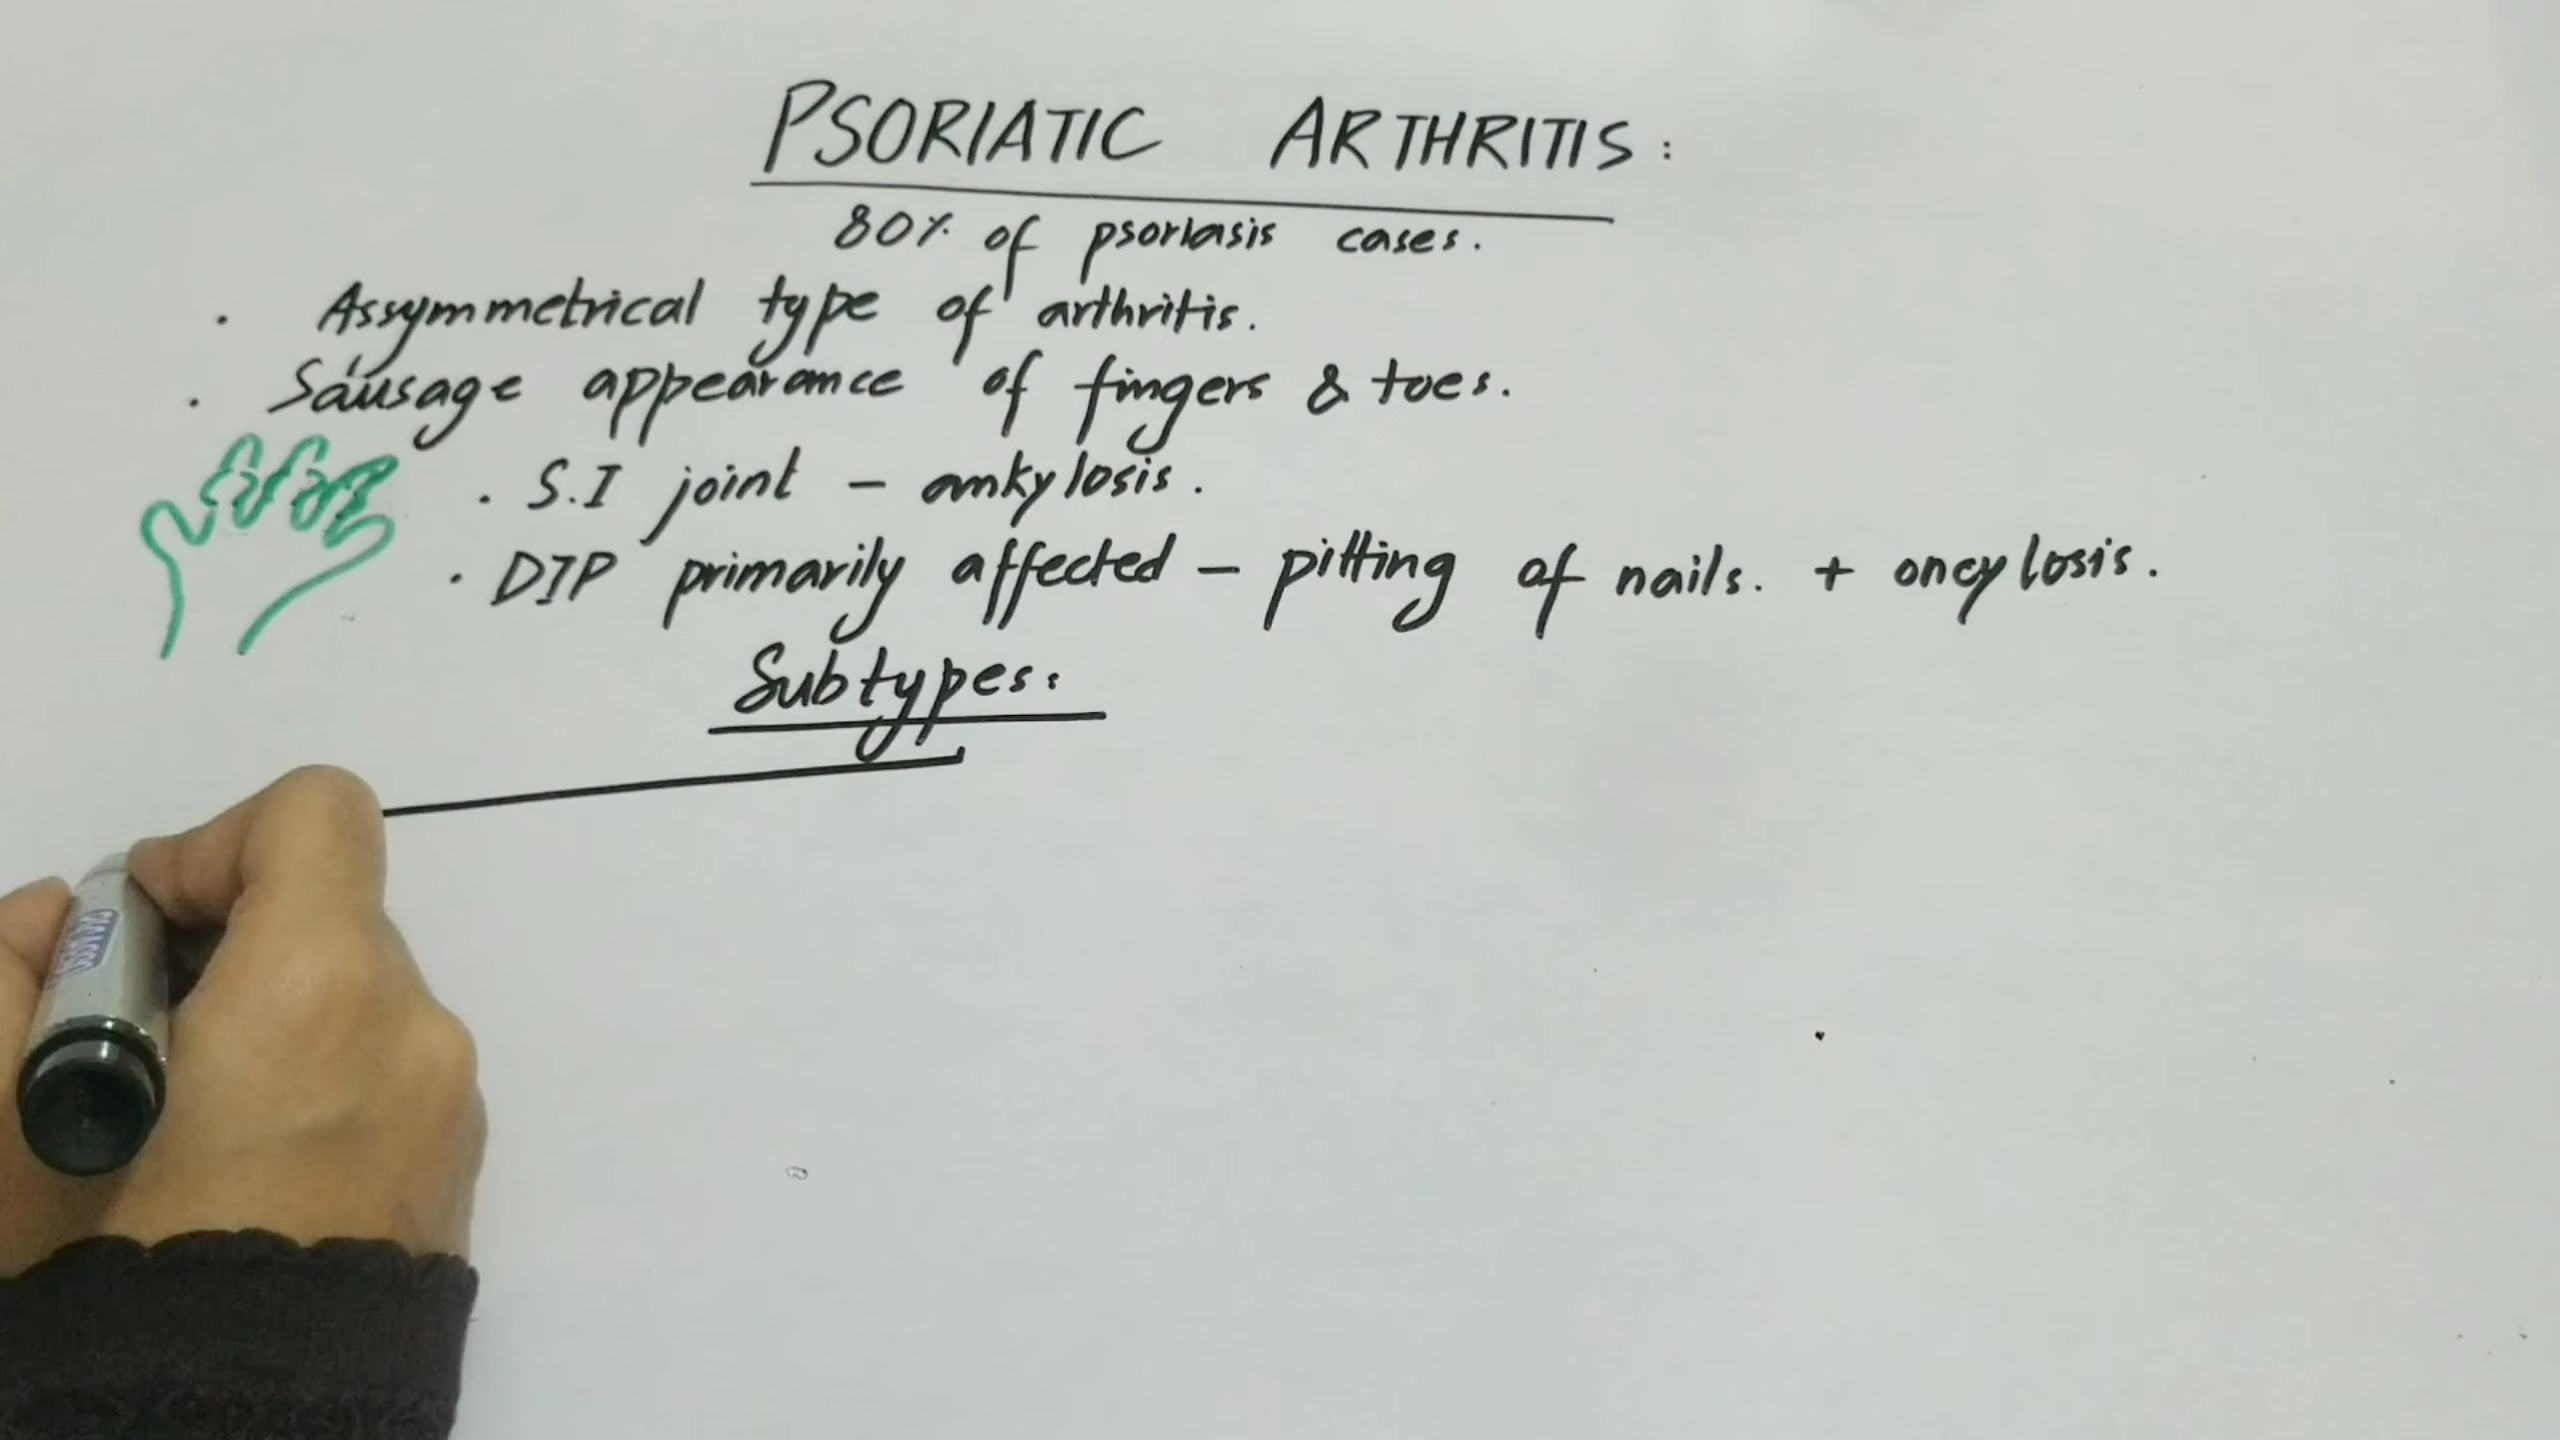 PSORIATIC ARTHRITIS:
80% of psoriasis cases.
. Assymmetrical type of arthritis.
. Sausage appearance of fingers & toes.
. S.I joint - ankylosis.
. DIP primarily affected - pitting of nails. + oncylosis.
Subtypes: